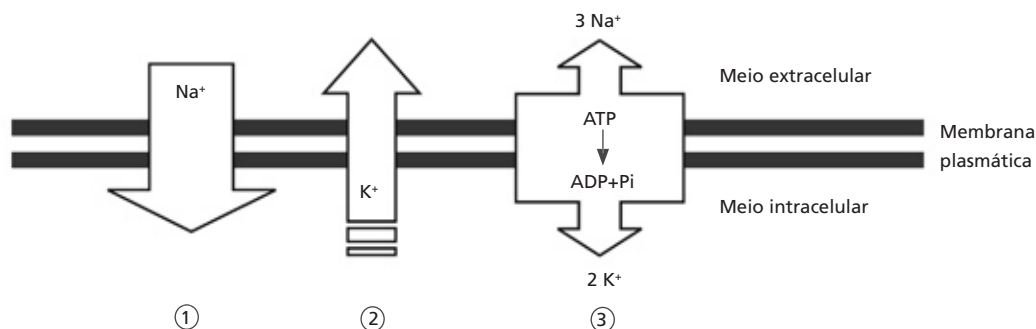 3 Na⁺
Meio extracelular
Na⁺
ATP
Membrana
plasmática
K⁺
ADP+Pi
Meio intracelular
2 K⁺
1
2
3